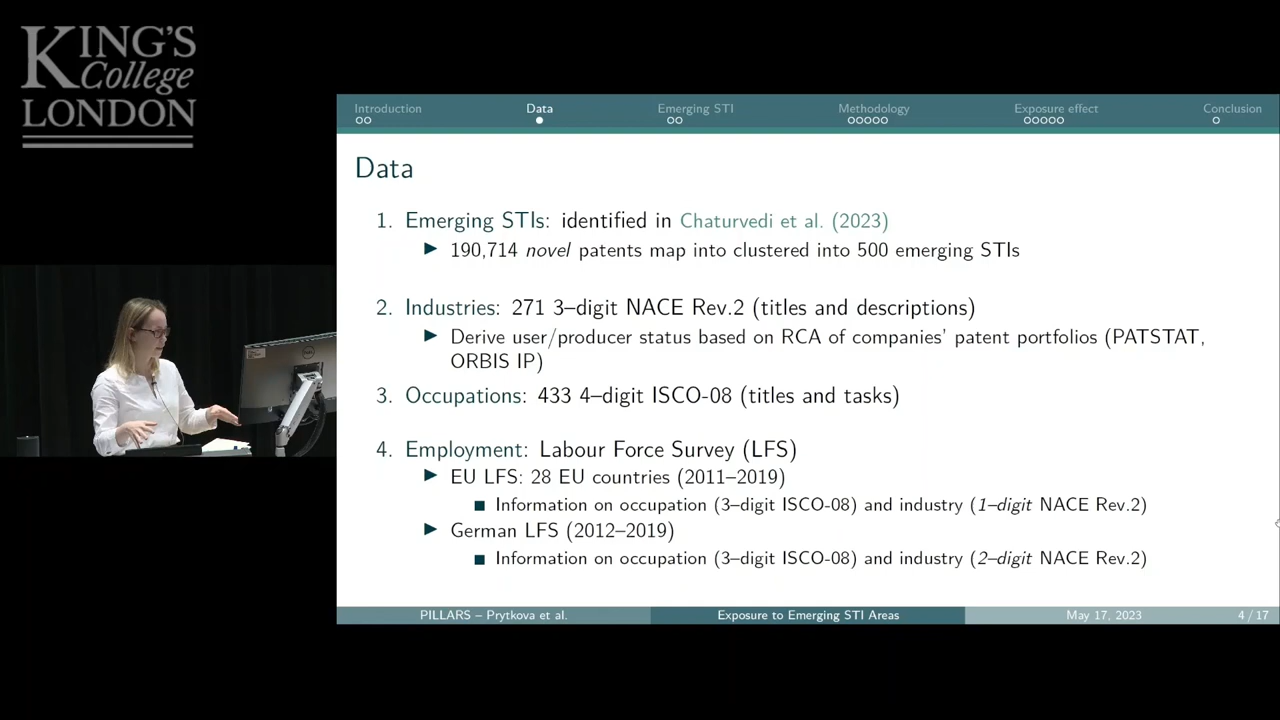 KING'S
College
LONDON
Introduction Data Emerging STI Methodology Exposure effect Conclusion
Data
1. Emerging STIs: identified in Chaturvedi et al. (2023)
▶ 190,714 novel patents map into clustered into 500 emerging STIs
2. Industries: 271 3–digit NACE Rev.2 (titles and descriptions)
▶ Derive user/producer status based on RCA of companies' patent portfolios (PATSTAT,
ORBIS IP)
3. Occupations: 433 4–digit ISCO-08 (titles and tasks)
4. Employment: Labour Force Survey (LFS)
▶ EU LFS: 28 EU countries (2011–2019)
■ Information on occupation (3–digit ISCO-08) and industry (1–digit NACE Rev.2)
▶ German LFS (2012–2019)
■ Information on occupation (3–digit ISCO-08) and industry (2–digit NACE Rev.2)
PILLARS – Prytkova et al. Exposure to Emerging STI Areas May 17, 2023 4 / 17